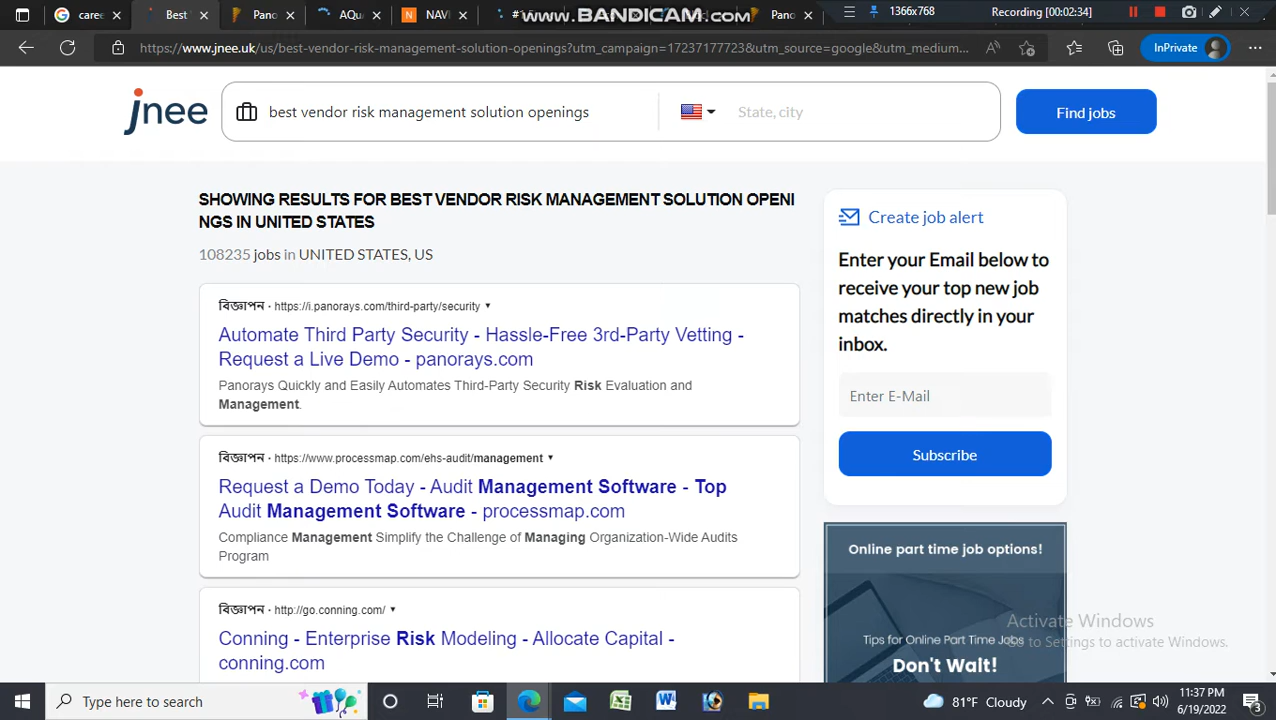 caree
Best
Pano
AQu
NAVI
#
www.BANDICAM.com
Pano
1366x768
Recording [00:02:34]
https://www.jnee.uk/us/best-vendor-risk-management-solution-openings?utm_campaign=17237177723&utm_source=google&utm_medium...
InPrivate
jnee
best vendor risk management solution openings
State, city
Find jobs
SHOWING RESULTS FOR BEST VENDOR RISK MANAGEMENT SOLUTION OPENI
NGS IN UNITED STATES
108235 jobs in UNITED STATES, US
বিজ্ঞাপন · https://i.panorays.com/third-party/security
Automate Third Party Security - Hassle-Free 3rd-Party Vetting -
Request a Live Demo - panorays.com
Panorays Quickly and Easily Automates Third-Party Security Risk Evaluation and
Management.
বিজ্ঞাপন · https://www.processmap.com/ehs-audit/management
Request a Demo Today - Audit Management Software - Top
Audit Management Software - processmap.com
Compliance Management Simplify the Challenge of Managing Organization-Wide Audits
Program
বিজ্ঞাপন · http://go.conning.com/
Conning - Enterprise Risk Modeling - Allocate Capital -
conning.com
Create job alert
Enter your Email below to
receive your top new job
matches directly in your
inbox.
Enter E-Mail
Subscribe
Online part time job options!
Tips for Online Part Time Jobs
Don't Wait!
Activate Windows
Go to Settings to activate Windows.
Type here to search
81°F Cloudy
11:37 PM
6/19/2022
3